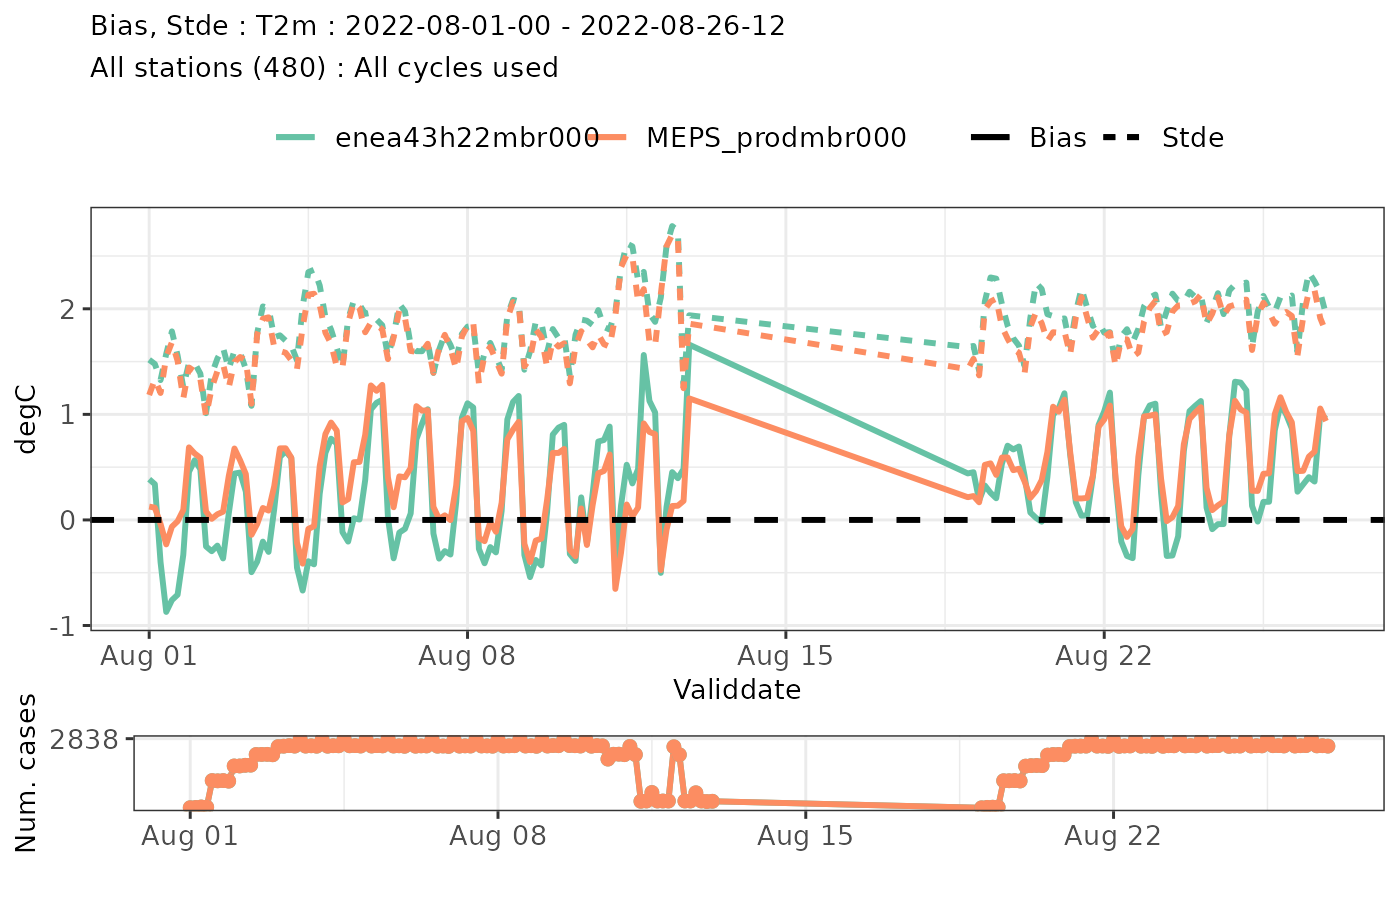 Bias, Stde : T2m : 2022-08-01-00 - 2022-08-26-12
All stations (480) : All cycles used
enea43h22mbr000 MEPS_prodmbr000 Bias Stde
degC
2
1
0
-1
Aug 01 Aug 08 Aug 15 Aug 22
Validdate
Num. cases
2838
Aug 01 Aug 08 Aug 15 Aug 22